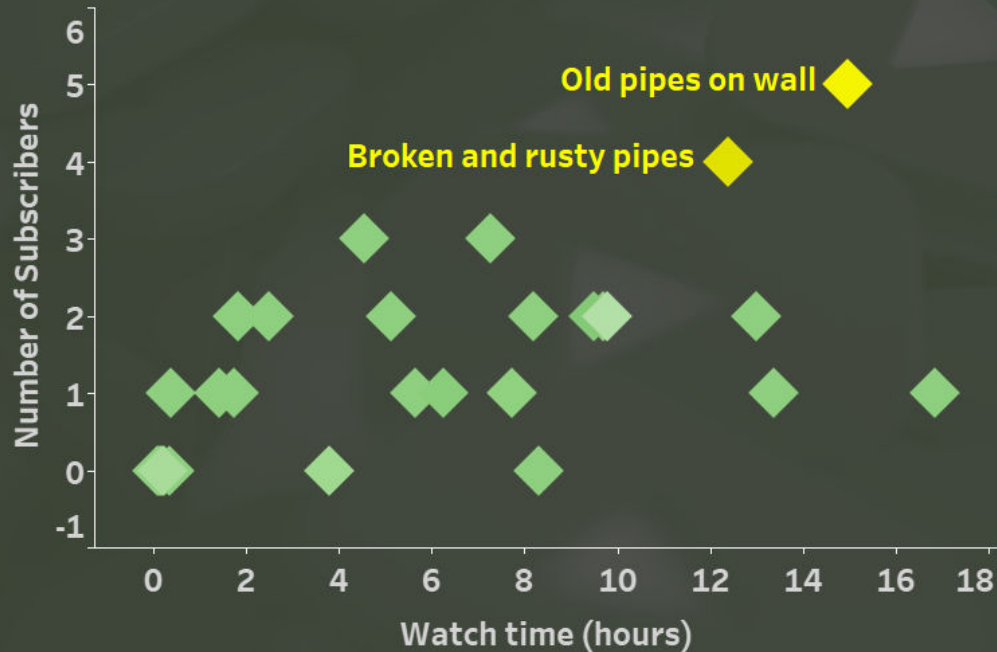 6
Old pipes on wall
5
Broken and rusty pipes
4
3
2
1
0
-1
Number of Subscribers
0 2 4 6 8 10 12 14 16 18
Watch time (hours)